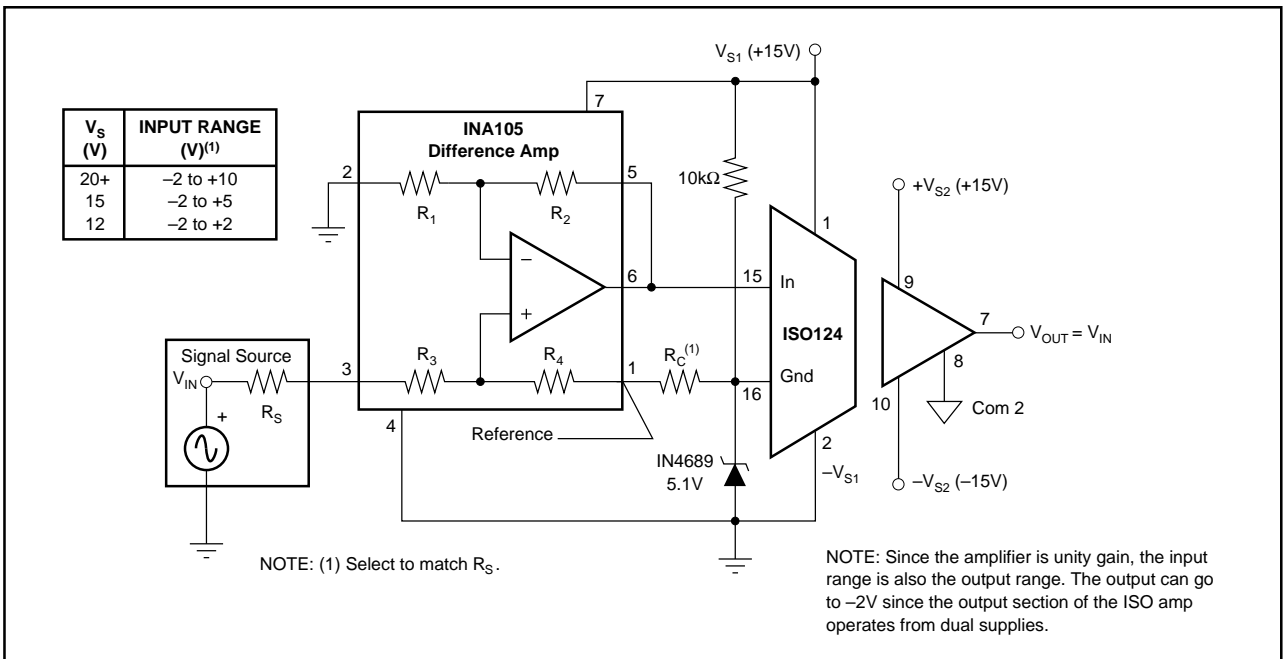 V_S1 (+15V)
V_S
(V)
INPUT RANGE
(V)(1)
20+
–2 to +10
15
–2 to +5
12
–2 to +2
7
INA105
Difference Amp
2
R_1
R_2
5
10kΩ
+V_S2 (+15V)
–
+
6
15
In
1
9
ISO124
7
V_OUT = V_IN
8
Com 2
10
Signal Source
V_IN
R_S
+
3
R_3
R_4
1
R_C(1)
16
Gnd
4
Reference
IN4689
5.1V
2
–V_S1
–V_S2 (–15V)
NOTE: (1) Select to match R_S.
NOTE: Since the amplifier is unity gain, the input
range is also the output range. The output can go
to –2V since the output section of the ISO amp
operates from dual supplies.